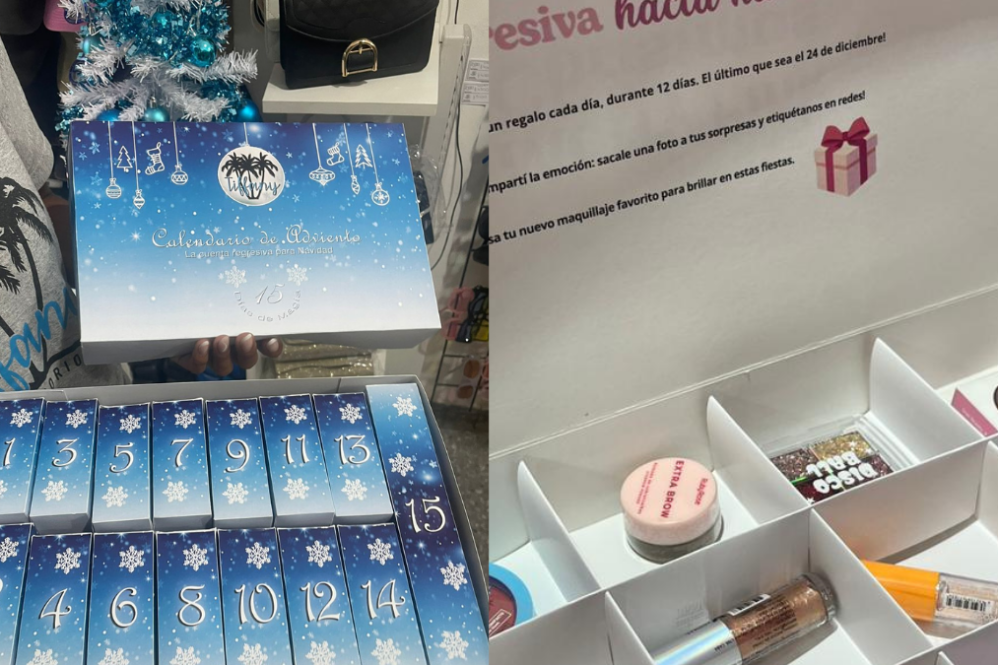 Tiffany
Calendario de Adviento
La cuenta regresiva para Navidad
15
Días de Magia
1
3
5
7
9
11
13
15
4
6
8
10
12
14
resiva hacia
un regalo cada día, durante 12 días. El último que sea el 24 de diciembre!
mpartí la emoción: sacale una foto a tus sorpresas y etiquétanos en redes!
sa tu nuevo maquillaje favorito para brillar en estas fiestas.
EXTRA BROW
DISCO
BALL